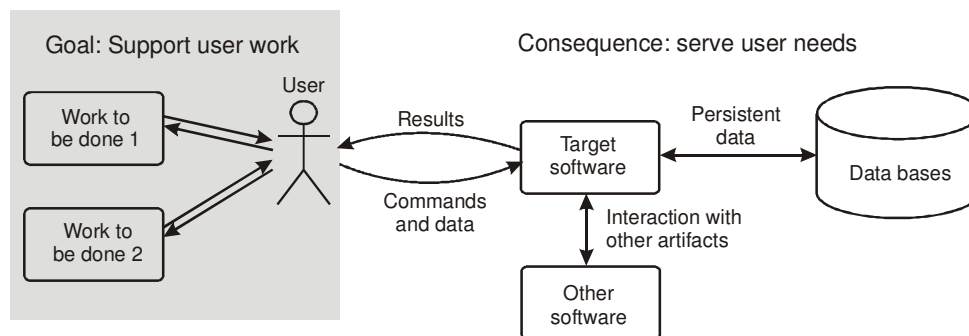 Goal: Support user work
Consequence: serve user needs
User
Work to
be done 1
Results
Target
software
Persistent
data
Data bases
Commands
and data
Work to
be done 2
Interaction with
other artifacts
Other
software